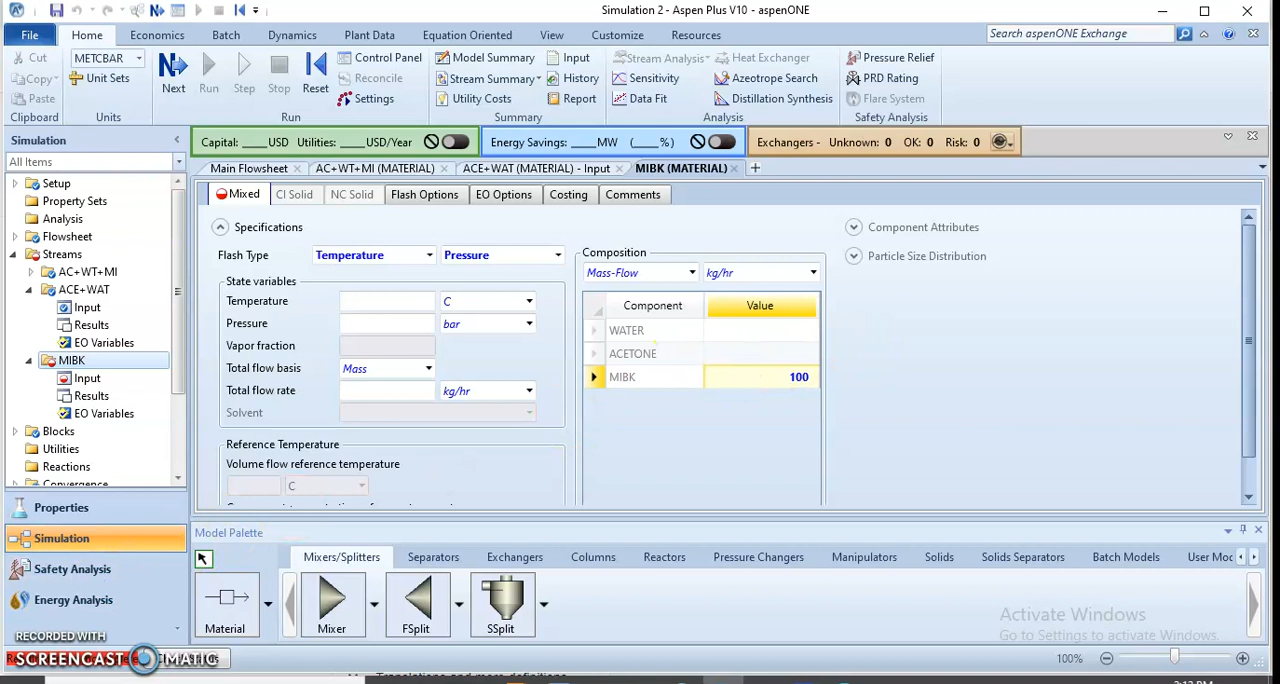 Simulation 2 - Aspen Plus V10 - aspenONE
File Home Economics Batch Dynamics Plant Data Equation Oriented View Customize Resources Search aspenONE Exchange
Cut METCBAR Control Panel Model Summary Input Stream Analysis Heat Exchanger Pressure Relief
Copy Unit Sets Next Run Step Stop Reset Reconcile Stream Summary History Sensitivity Azeotrope Search PRD Rating
Paste Settings Utility Costs Report Data Fit Distillation Synthesis Flare System
Clipboard Units Run Summary Analysis Safety Analysis
Simulation
Capital: ____USD Utilities: ____USD/Year Energy Savings: ____MW (____%) Exchangers - Unknown: 0 OK: 0 Risk: 0
All Items
Main Flowsheet AC+WT+MI (MATERIAL) ACE+WAT (MATERIAL) - Input MIBK (MATERIAL)
Setup
Property Sets
Analysis
Flowsheet
Streams
AC+WT+MI
ACE+WAT
Input
Results
EO Variables
MIBK
Input
Results
EO Variables
Blocks
Utilities
Reactions
Convergence
Properties
Simulation
Safety Analysis
Energy Analysis
Mixed CI Solid NC Solid Flash Options EO Options Costing Comments
Specifications
Flash Type Temperature Pressure
State variables
Temperature C
Pressure bar
Vapor fraction
Total flow basis Mass
Total flow rate kg/hr
Solvent
Reference Temperature
Volume flow reference temperature
C
Composition
Mass-Flow kg/hr
Component Value
WATER
ACETONE
MIBK 100
Component Attributes
Particle Size Distribution
Model Palette
Mixers/Splitters Separators Exchangers Columns Reactors Pressure Changers Manipulators Solids Solids Separators Batch Models User Mod
Material Mixer FSplit SSplit
Activate Windows
Go to Settings to activate Windows.
RECORDED WITH
SCREENCAST MATIC
100%